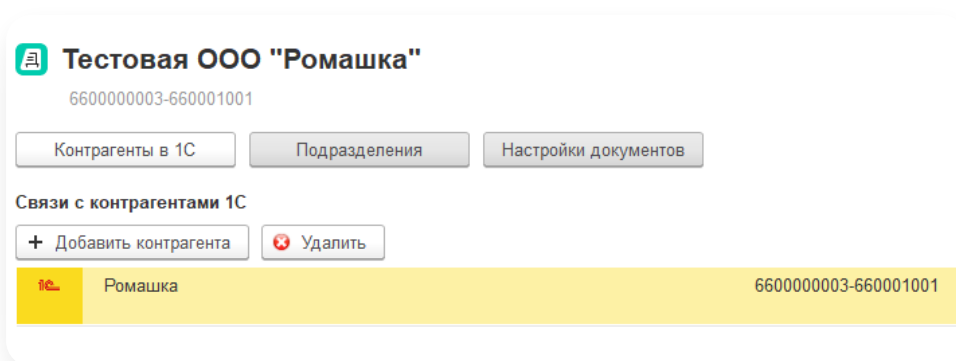 Тестовая ООО "Ромашка"
6600000003-660001001
Контрагенты в 1С Подразделения Настройки документов
Связи с контрагентами 1С
+ Добавить контрагента Удалить
1С Ромашка 6600000003-660001001